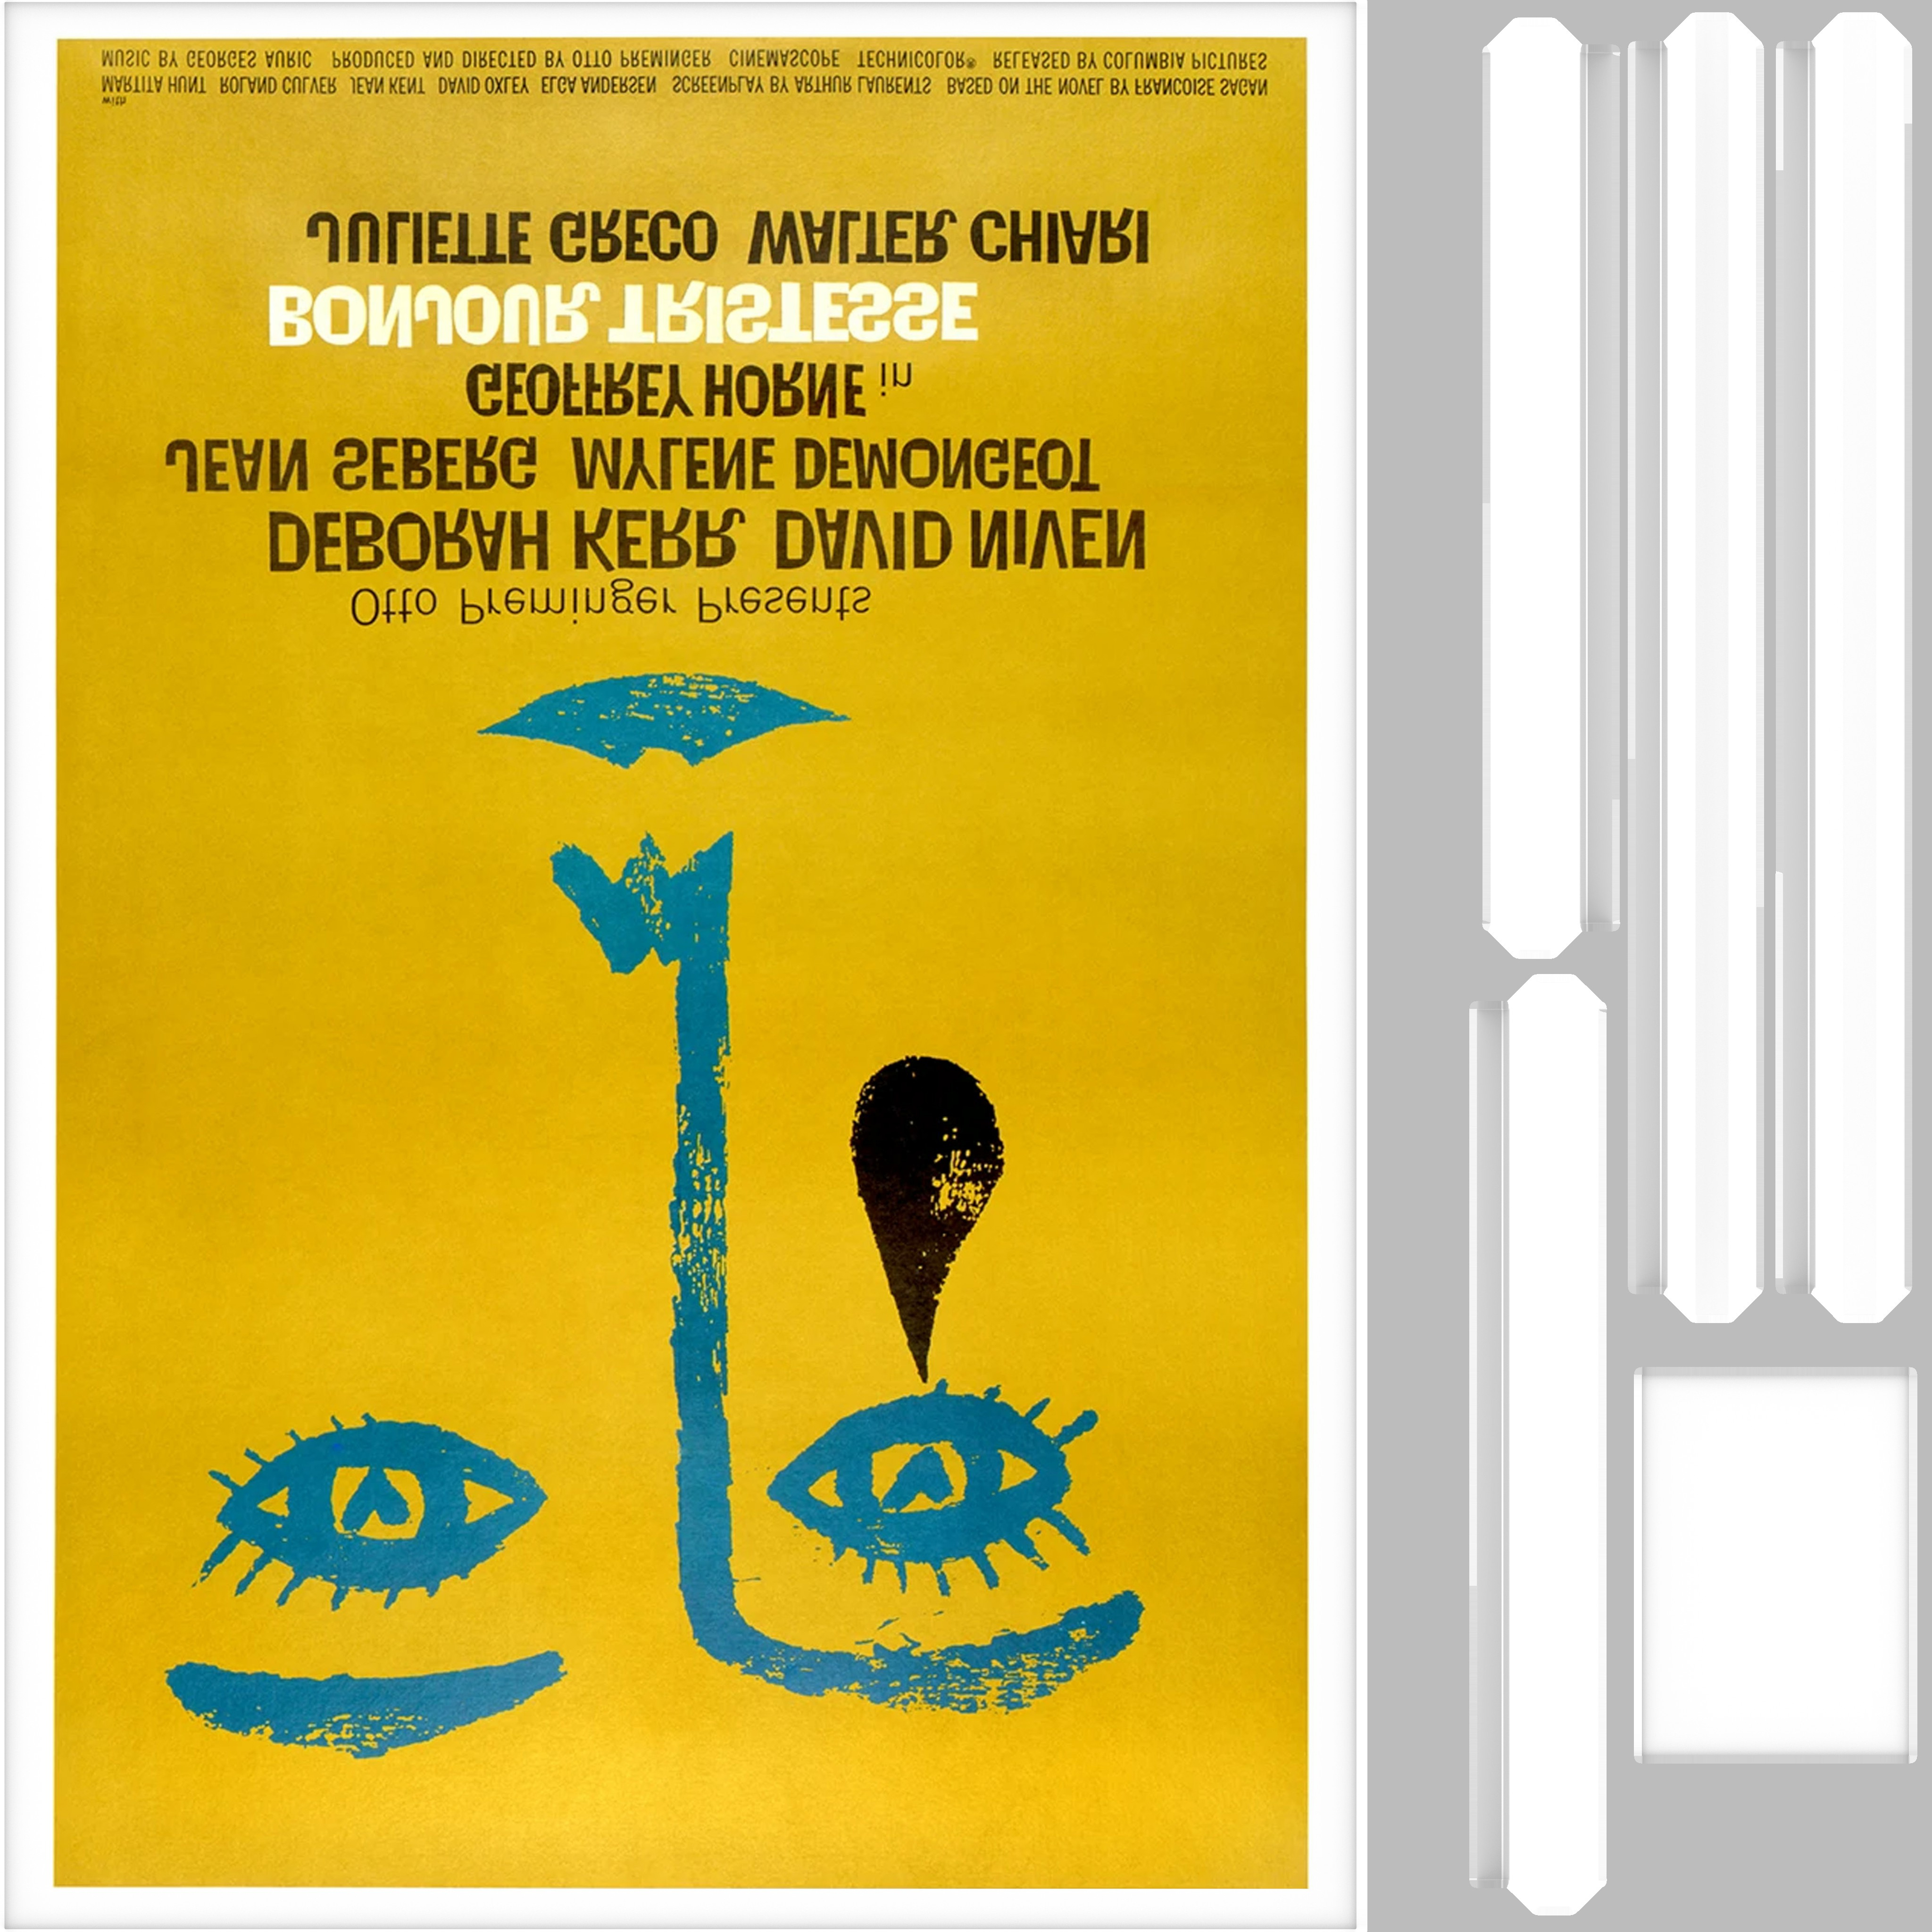 Otto Preminger Presents
DEBORAH KERR DAVID NIVEN
JEAN SEBERG MYLENE DEMONGEOT
GEOFFREY HORNE in
BONJOUR TRISTESSE
JULIETTE GRECO WALTER CHIARI
with
MARTITA HUNT ROLAND CULVER JEAN KENT DAVID OXLEY ELGA ANDERSEN SCREENPLAY BY ARTHUR LAURENTS BASED ON THE NOVEL BY FRANCOISE SAGAN
MUSIC BY GEORGES AURIC PRODUCED AND DIRECTED BY OTTO PREMINGER CINEMASCOPE TECHNICOLOR® RELEASED BY COLUMBIA PICTURES